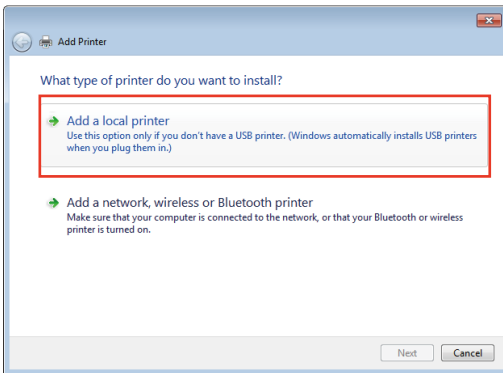 Add Printer
What type of printer do you want to install?
Add a local printer
Use this option only if you don't have a USB printer. (Windows automatically installs USB printers
when you plug them in.)
Add a network, wireless or Bluetooth printer
Make sure that your computer is connected to the network, or that your Bluetooth or wireless
printer is turned on.
Next Cancel